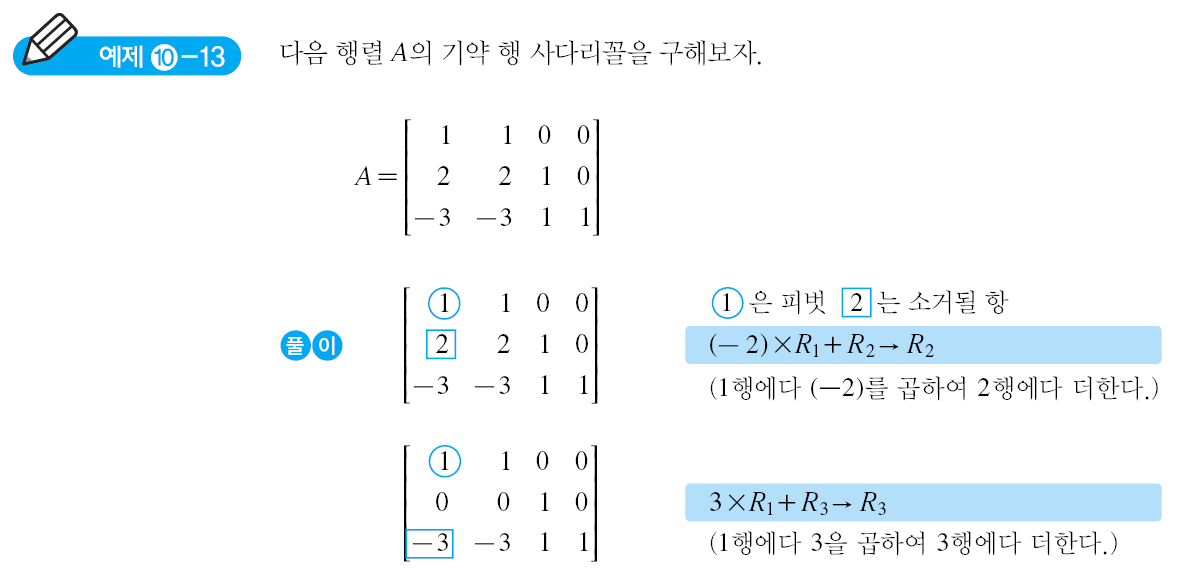 예제 10-13 다음 행렬 A의 기약 행 사다리꼴을 구해보자.
1 1 0 0
A= 2 2 1 0
-3 -3 1 1
1 1 0 0 1은 피벗 2는 소거될 항
풀이 2 2 1 0 (-2)×R₁+R₂→R₂
-3 -3 1 1 (1행에다 (-2)를 곱하여 2행에다 더한다.)
1 1 0 0
0 0 1 0 3×R₁+R₃→R₃
-3 -3 1 1 (1행에다 3을 곱하여 3행에다 더한다.)